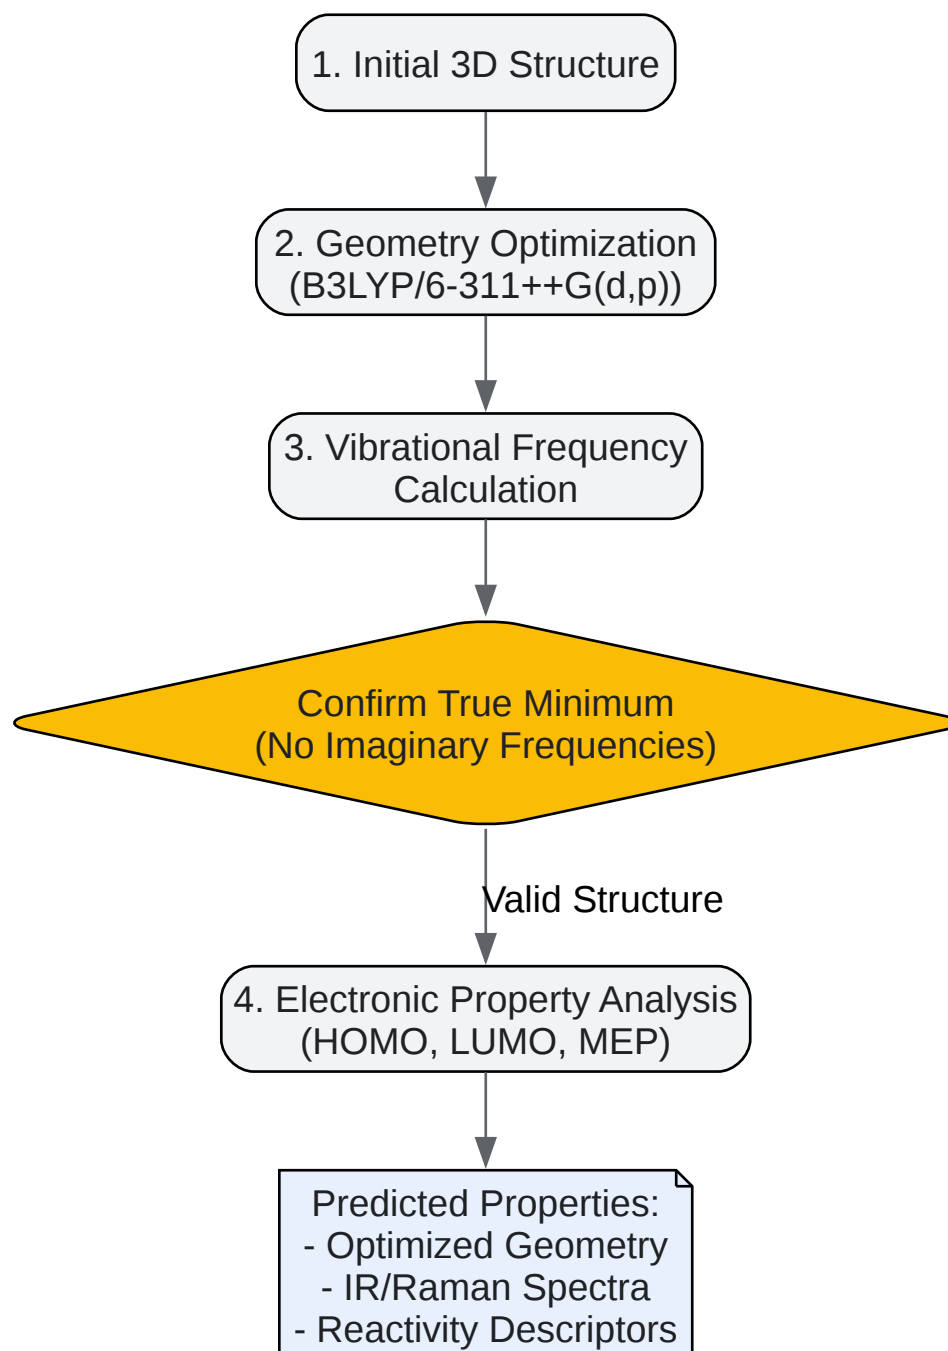 1. Initial 3D Structure
2. Geometry Optimization
(B3LYP/6-311++G(d,p))
3. Vibrational Frequency
Calculation
Confirm True Minimum
(No Imaginary Frequencies)
Valid Structure
4. Electronic Property Analysis
(HOMO, LUMO, MEP)
Predicted Properties:
- Optimized Geometry
- IR/Raman Spectra
- Reactivity Descriptors